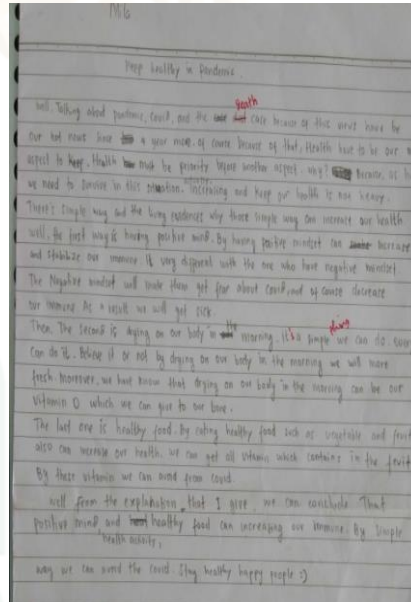 M6
Keep healthy in Pandemic.
well. Talking about pandemic, covid, and the death case because of this virus have be
our hot news since a year more. of course because of that, Health have to be our
aspect to keep. Health must be priority before another aspect. why? Because, as
we need to survive in this situation. Increasing and keep our health is not heavy.
There's simple way and the living evidences why those simple way can increase our health
well, the first way is having positive mind. By having positive mindset can increase
and stabilize our immune. It very different with the one who have negative mindset.
The Negative mindset will make them get fear about covid, and of cause decrease
our immune. As a result we will get sick.
Then, The second is drying on our body in morning. It's a simple thing we can do.
Can do it. Believe if or not by drying on our body in the morning we will more
fresh. Moreover, we have know that drying on our body in the morning can be our
vitamin D which we can give to our bone.
The last one is healthy food. By eating healthy food such as vegetable and fruit
also can increase our health. we can get all vitamin which contains in the fruit
By these vitamin we can avoid from covid.
well from the explanation, that I give, we can conclude That
positive mind and healthy food can increasing our immune. By simple
health activity,
way we can avoid the covid. Stay healthy happy people :)